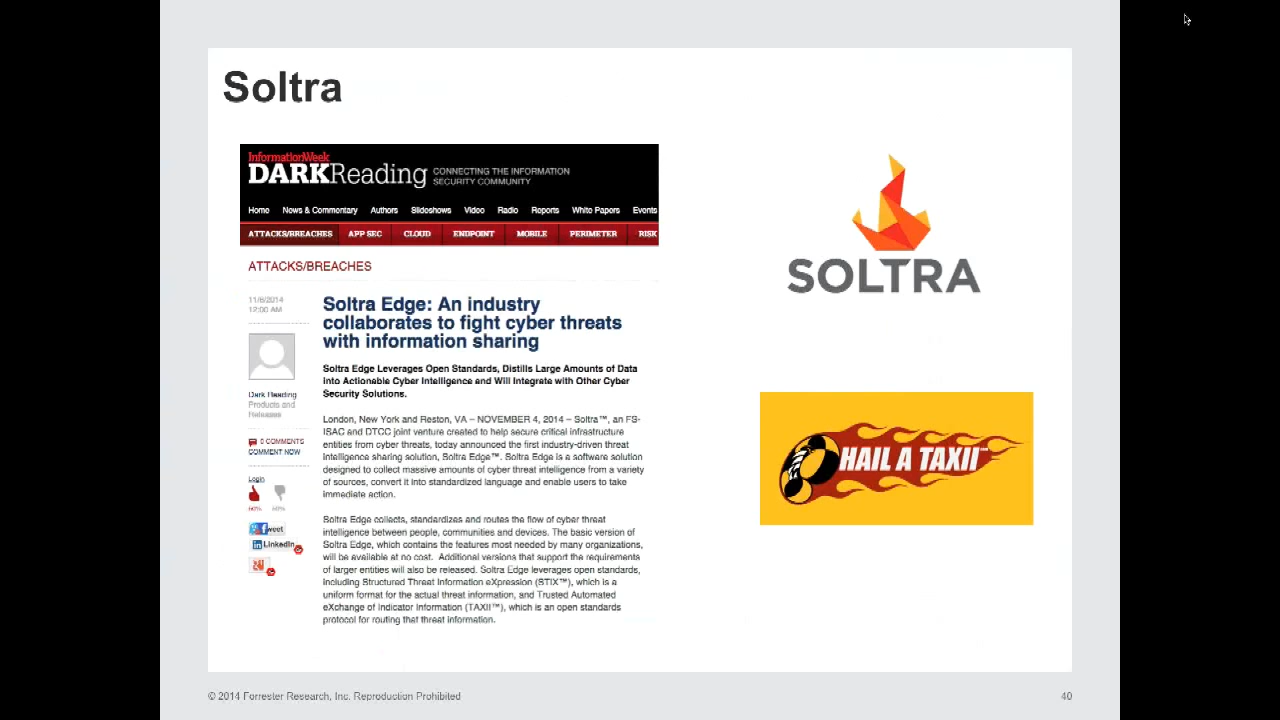 Soltra
InformationWeek
DARKReading CONNECTING THE INFORMATION
SECURITY COMMUNITY
Home News & Commentary Authors Slideshows Video Radio Reports White Papers Events
ATTACKS/BREACHES APP SEC CLOUD ENDPOINT MOBILE PERIMETER RISK
ATTACKS/BREACHES
11/6/2014
12:00 AM
Dark Reading
Products and
Releases
0 COMMENTS
COMMENT NOW
Login
50%
LinkedIn
Soltra Edge: An industry
collaborates to fight cyber threats
with information sharing
Soltra Edge Leverages Open Standards, Distills Large Amounts of Data
into Actionable Cyber Intelligence and Will Integrate with Other Cyber
Security Solutions.
London, New York and Reston, VA – NOVEMBER 4, 2014 – Soltra™, an FS-
ISAC and DTCC joint venture created to help secure critical infrastructure
entities from cyber threats, today announced the first industry-driven threat
intelligence sharing solution, Soltra Edge™. Soltra Edge is a software solution
designed to collect massive amounts of cyber threat intelligence from a variety
of sources, convert it into standardized language and enable users to take
immediate action.
Soltra Edge collects, standardizes and routes the flow of cyber threat
intelligence between people, communities and devices. The basic version of
Soltra Edge, which contains the features most needed by many organizations,
will be available at no cost. Additional versions that support the requirements
of larger entities will also be released. Soltra Edge leverages open standards,
including Structured Threat Information eXpression (STIX™), which is a
uniform format for the actual threat information, and Trusted Automated
eXchange of Indicator Information (TAXII™), which is an open standards
protocol for routing that threat information.
SOLTRA
HAIL A TAXII
© 2014 Forrester Research, Inc. Reproduction Prohibited
40